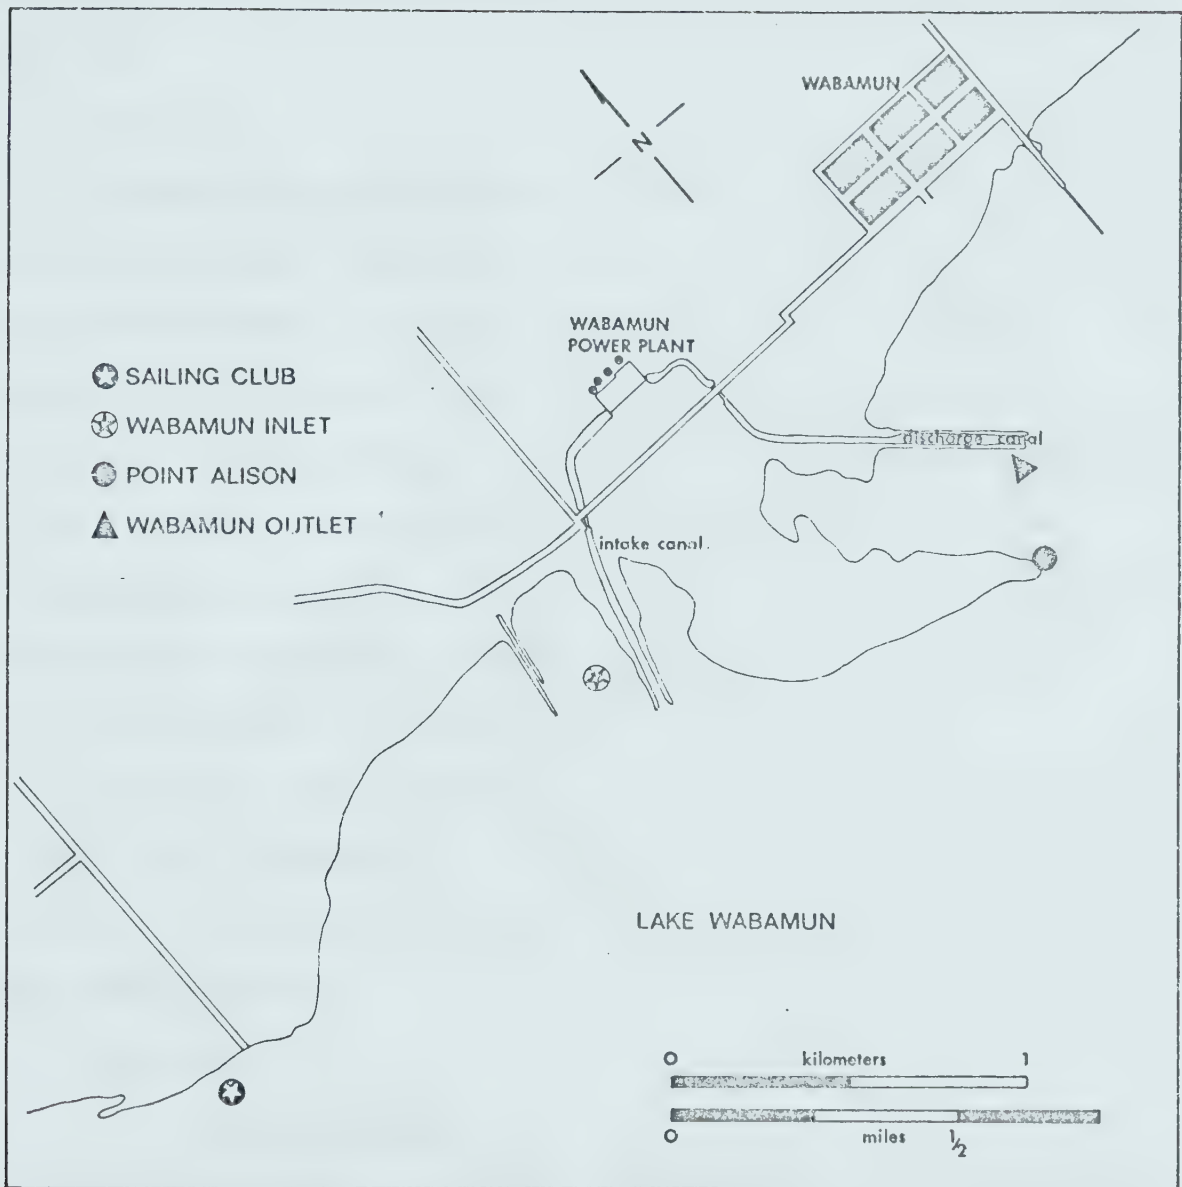 WABAMUN
N
WABAMUN
POWER PLANT
SAILING CLUB
WABAMUN INLET
POINT ALISON
WABAMUN OUTLET
discharge canal
intake canal.
LAKE WABAMUN
0 kilometers 1
0 miles 1/2